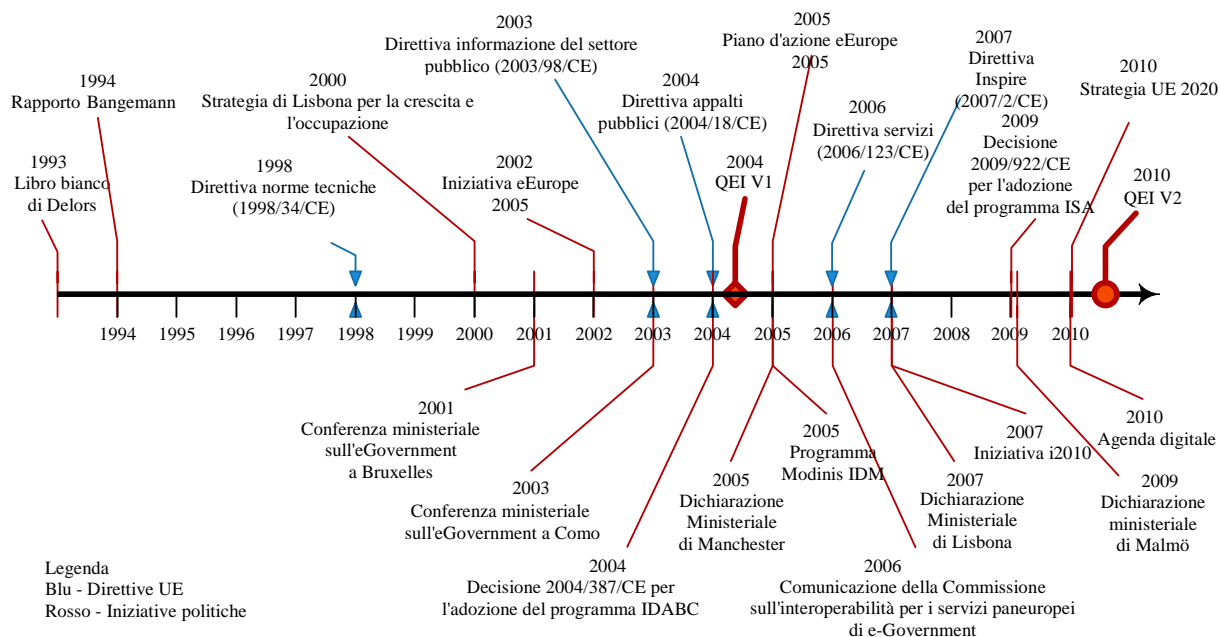 1993
Libro bianco
di Delors
1994
Rapporto Bangemann
1998
Direttiva norme tecniche
(1998/34/CE)
2000
Strategia di Lisbona per la crescita e
l'occupazione
2002
Iniziativa eEurope
2005
2003
Direttiva informazione del settore
pubblico (2003/98/CE)
2004
Direttiva appalti
pubblici (2004/18/CE)
2004
QEI V1
2005
Piano d'azione eEurope
2005
2006
Direttiva servizi
(2006/123/CE)
2007
Direttiva
Inspire
(2007/2/CE)
2009
Decisione
2009/922/CE
per l'adozione
del programma ISA
2010
Strategia UE 2020
2010
QEI V2
1994 1995 1996 1997 1998 1999 2000 2001 2002 2003 2004 2005 2006 2007 2008 2009 2010
2001
Conferenza ministeriale
sull'eGovernment
a Bruxelles
2003
Conferenza ministeriale
sull'eGovernment a Como
2004
Decisione 2004/387/CE per
l'adozione del programma IDABC
2005
Dichiarazione
Ministeriale
di Manchester
2005
Programma
Modinis IDM
2006
Comunicazione della Commissione
sull'interoperabilità per i servizi paneuropei
di e-Government
2007
Dichiarazione
Ministeriale
di Lisbona
2007
Iniziativa i2010
2009
Dichiarazione
ministeriale
di Malmö
2010
Agenda digitale
Legenda
Blu - Direttive UE
Rosso - Iniziative politiche